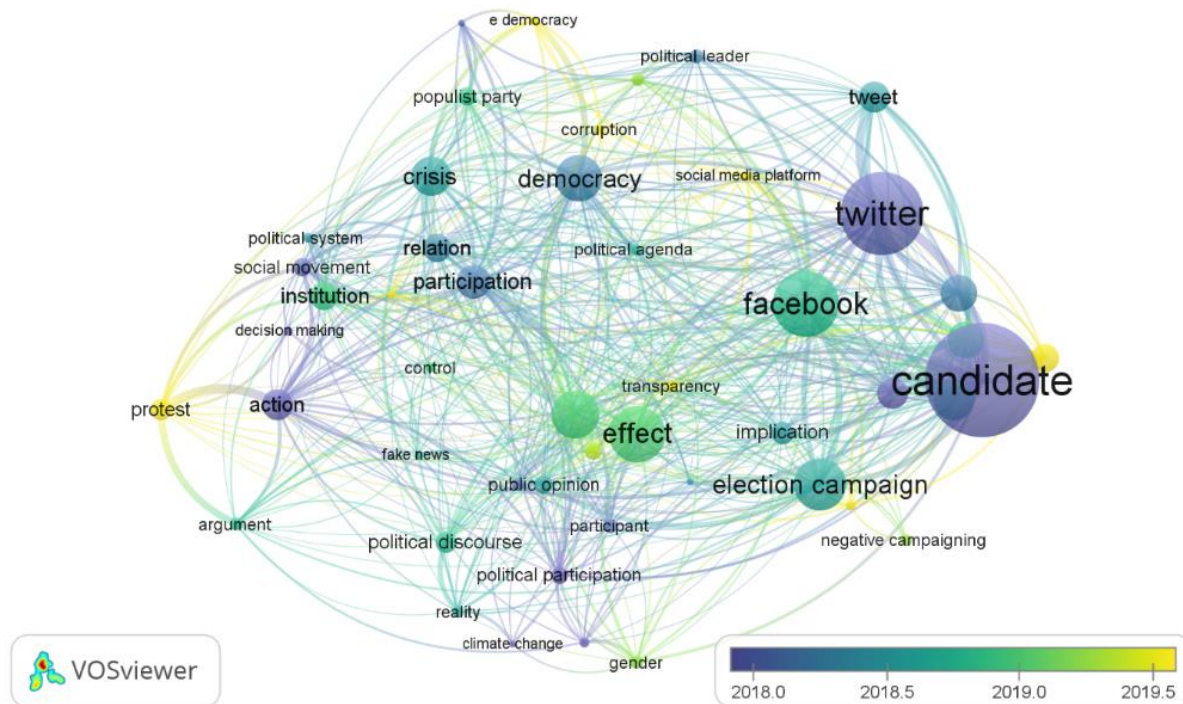 e democracy
political leader
populist party
tweet
corruption
crisis
democracy
social media platform
twitter
political system
relation
political agenda
social movement
participation
institution
facebook
decision making
control
transparency
candidate
protest
action
effect
implication
fake news
public opinion
election campaign
argument
participant
political discourse
negative campaigning
political participation
reality
climate change
gender
VOSviewer
2018.0
2018.5
2019.0
2019.5